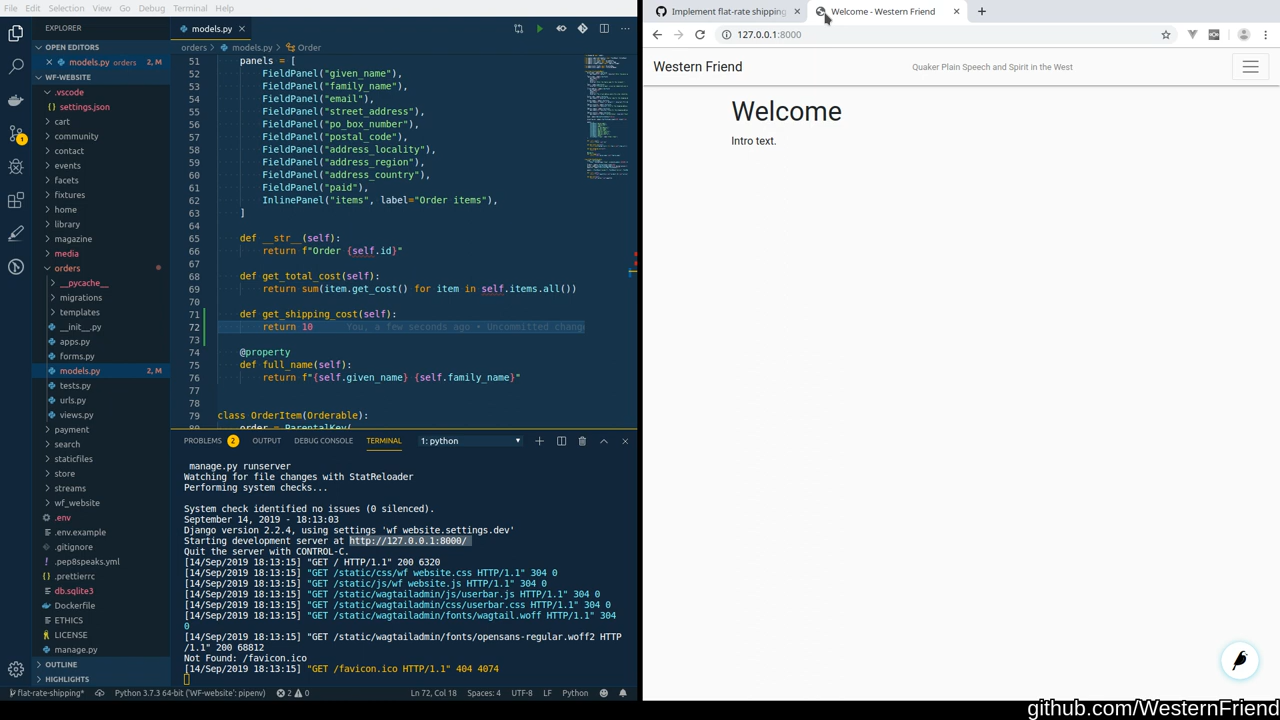 File Edit Selection View Go Debug Terminal Help
EXPLORER
OPEN EDITORS
models.py orders 2, M
WF-WEBSITE
.vscode
settings.json
cart
community
contact
events
facets
fixtures
home
library
magazine
media
orders
__pycache__
migrations
templates
__init__.py
apps.py
forms.py
models.py 2, M
tests.py
urls.py
views.py
payment
search
staticfiles
store
streams
wf_website
.env
.env.example
.gitignore
.pep8speaks.yml
.prettierrc
db.sqlite3
Dockerfile
ETHICS
LICENSE
manage.py
OUTLINE
HIGHLIGHTS
models.py
orders > models.py > Order
51 panels = [
52 FieldPanel("given_name"),
53 FieldPanel("family_name"),
54 FieldPanel("email"),
55 FieldPanel("street_address"),
56 FieldPanel("po_box_number"),
57 FieldPanel("postal_code"),
58 FieldPanel("address_locality"),
59 FieldPanel("address_region"),
60 FieldPanel("address_country"),
61 FieldPanel("paid"),
62 InlinePanel("items", label="Order items"),
63 ]
64
65 def __str__(self):
66 return f"Order {self.id}"
67
68 def get_total_cost(self):
69 return sum(item.get_cost() for item in self.items.all())
70
71 def get_shipping_cost(self):
72 return 10 You, a few seconds ago • Uncommitted chang
73
74 @property
75 def full_name(self):
76 return f"{self.given_name} {self.family_name}"
77
78
79 class OrderItem(Orderable):
80 order = ParentalKey(
PROBLEMS 2 OUTPUT DEBUG CONSOLE TERMINAL 1: python
manage.py runserver
Watching for file changes with StatReloader
Performing system checks...
System check identified no issues (0 silenced).
September 14, 2019 - 18:13:03
Django version 2.2.4, using settings 'wf_website.settings.dev'
Starting development server at http://127.0.0.1:8000/
Quit the server with CONTROL-C.
[14/Sep/2019 18:13:15] "GET / HTTP/1.1" 200 6320
[14/Sep/2019 18:13:15] "GET /static/css/wf_website.css HTTP/1.1" 304 0
[14/Sep/2019 18:13:15] "GET /static/js/wf_website.js HTTP/1.1" 304 0
[14/Sep/2019 18:13:15] "GET /static/wagtailadmin/js/userbar.js HTTP/1.1" 304 0
[14/Sep/2019 18:13:15] "GET /static/wagtailadmin/css/userbar.css HTTP/1.1" 304 0
[14/Sep/2019 18:13:15] "GET /static/wagtailadmin/fonts/wagtail.woff HTTP/1.1" 304
0
[14/Sep/2019 18:13:15] "GET /static/wagtailadmin/fonts/opensans-regular.woff2 HTTP
/1.1" 200 68812
Not Found: /favicon.ico
[14/Sep/2019 18:13:15] "GET /favicon.ico HTTP/1.1" 404 4074
1
flat-rate-shipping* Python 3.7.3 64-bit ('WF-website': pipenv) 2 0 Ln 72, Col 18 Spaces: 4 UTF-8 LF Python
Implement flat-rate shipping
Welcome - Western Friend
127.0.0.1:8000
Western Friend
Quaker Plain Speech and Spirit in the West
Welcome
Intro text.
github.com/WesternFriend